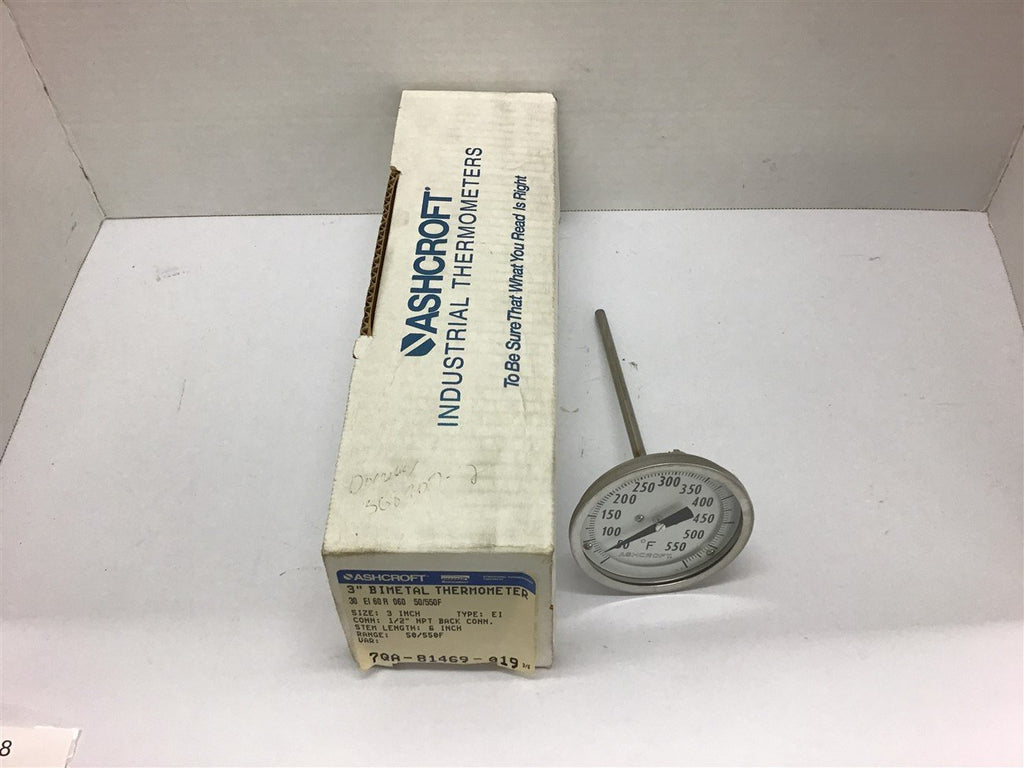 ASHCROFT
INDUSTRIAL THERMOMETERS
To Be Sure That What You Read Is Right
ASHCROFT
3" BIMETAL THERMOMETER
30 EI 60 R 060 50/550F
SIZE: 3 INCH TYPE: EI
CONN: 1/2" NPT BACK CONN.
STEM LENGTH: 6 INCH
RANGE: 50/550F
VAR:
7QA-81469-019
50 100 150 200 250 300 350 400 450 500 550
°F
ASHCROFT
8